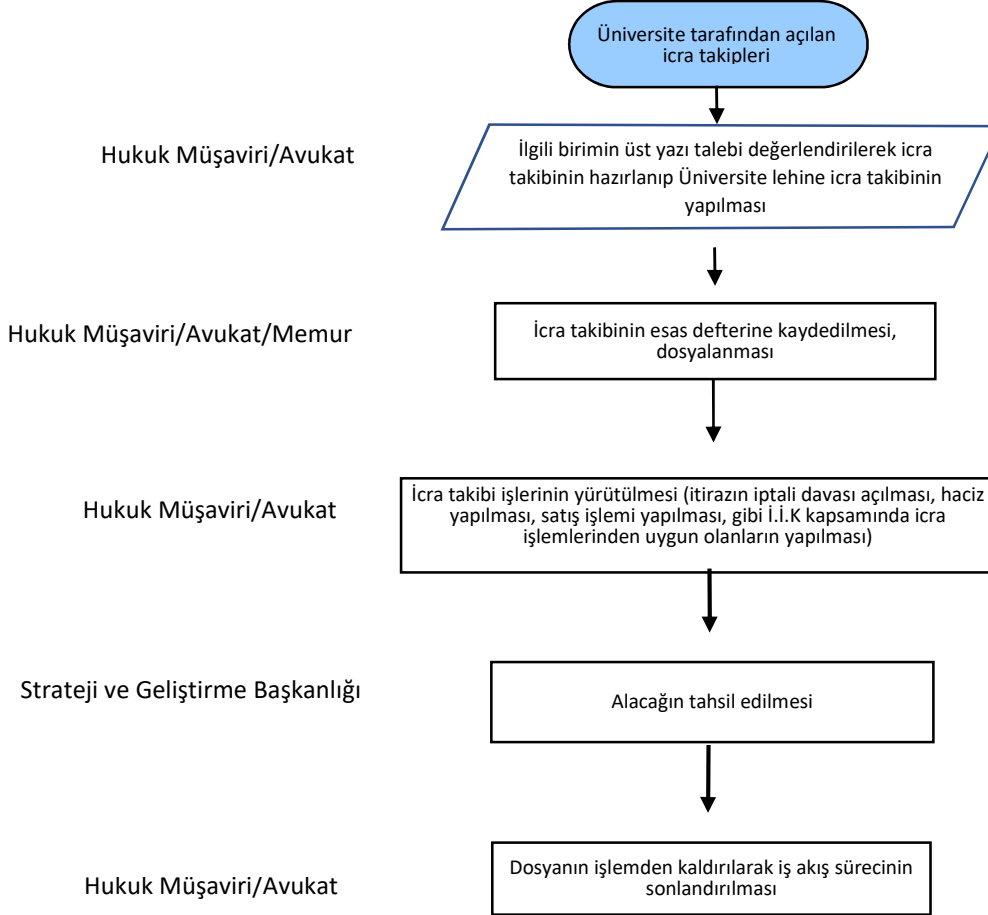 Üniversite tarafından açılan
icra takipleri
Hukuk Müşaviri/Avukat
İlgili birimin üst yazı talebi değerlendirilerek icra
takibinin hazırlanıp Üniversite lehine icra takibinin
yapılması
Hukuk Müşaviri/Avukat/Memur
İcra takibinin esas defterine kaydedilmesi,
dosyalanması
Hukuk Müşaviri/Avukat
İcra takibi işlerinin yürütülmesi (itirazın iptali davası açılması, haciz
yapılması, satış işlemi yapılması, gibi İ.İ.K kapsamında icra
işlemlerinden uygun olanların yapılması)
Strateji ve Geliştirme Başkanlığı
Alacağın tahsil edilmesi
Hukuk Müşaviri/Avukat
Dosyanın işlemden kaldırılarak iş akış sürecinin
sonlandırılması